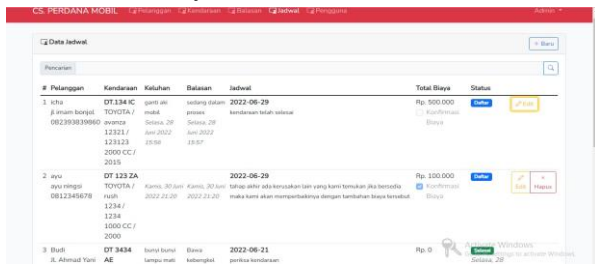 CS. PERDANA MOBIL Pelanggan Kendaraan Balasan Jadwal Pengguna Admin
Data Jadwal + Baru
Pencarian
# Pelanggan Kendaraan Keluhan Balasan Jadwal Total Biaya Status
1 icha DT.134 IC ganti aki sedang dalam 2022-06-29 Rp. 500.000 Daftar Edit
jl imam bonjol TOYOTA / mobil proses kendaraan telah selesai Konfirmasi
082393839860 avanza Selasa, 28 Selasa, 28 Biaya
12321 / Juni 2022 Juni 2022
123123 15:56 15:57
2000 CC /
2015
2 ayu DT 123 ZA 2022-06-29 Rp. 100.000 Daftar
ayu ningsi TOYOTA / Kamis, 30 Juni Kamis, 30 Juni tahap akhir ada kerusakan lain yang kami temukan jika bersedia Konfirmasi Edit Hapus
0812345678 rush 2022 21:20 2022 21:20 maka kami akan memperbaikinya dengan tambahan biaya tersebut Biaya
1234 /
1234
1000 CC /
2000
3 Budi DT 3434 bunyi bunyi Bawa 2022-06-21 Rp. 0 Selesai
JL. Ahmad Yani AE lampu mati kebengkel periksa kendaraan Selasa, 28
Activate Windows
Go to Settings to activate Windows.